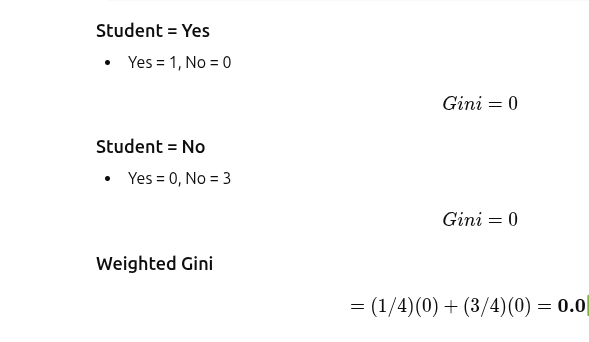 Student = Yes
• Yes = 1, No = 0
Gini = 0
Student = No
• Yes = 0, No = 3
Gini = 0
Weighted Gini
= (1/4)(0) + (3/4)(0) = 0.0